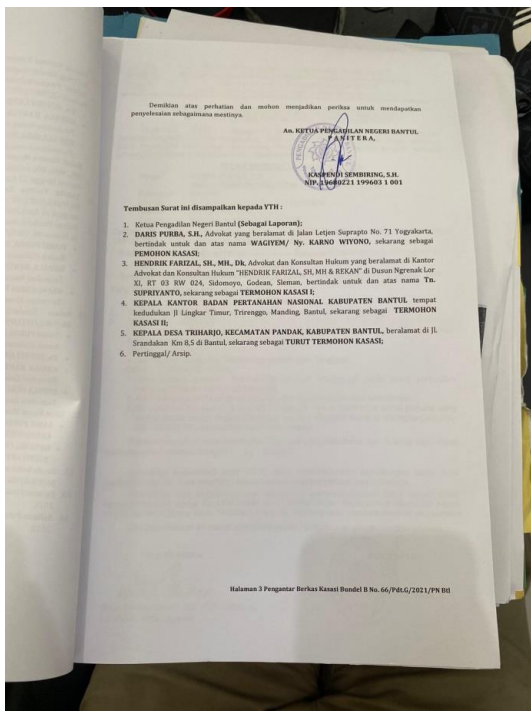 Demikian atas perhatian dan mohon menjadikan periksa untuk mendapatkan
penyelesaian sebagaimana mestinya.
An. KETUA PENGADILAN NEGERI BANTUL
PANITERA,
KASPENDI SEMBIRING, S.H.
NIP. 19680221 199603 1 001
Tembusan Surat ini disampaikan kepada YTH :
1. Ketua Pengadilan Negeri Bantul (Sebagai Laporan);
2. DARIS PURBA, S.H., Advokat yang beralamat di Jalan Letjen Suprapto No. 71 Yogyakarta,
bertindak untuk dan atas nama WAGIYEM/ Ny. KARNO WIYONO, sekarang sebagai
PEMOHON KASASI;
3. HENDRIK FARIZAL, SH., MH., Dk, Advokat dan Konsultan Hukum yang beralamat di Kantor
Advokat dan Konsultan Hukum "HENDRIK FARIZAL, SH, MH & REKAN" di Dusun Ngrenak Lor
XI, RT 03 RW 024, Sidomoyo, Godean, Sleman, bertindak untuk dan atas nama Tn.
SUPRIYANTO, sekarang sebagai TERMOHON KASASI I;
4. KEPALA KANTOR BADAN PERTANAHAN NASIONAL KABUPATEN BANTUL tempat
kedudukan Jl Lingkar Timur, Trirenggo, Manding, Bantul, sekarang sebagai TERMOHON
KASASI II;
5. KEPALA DESA TRIHARJO, KECAMATAN PANDAK, KABUPATEN BANTUL, beralamat di Jl.
Srandakan Km 8,5 di Bantul, sekarang sebagai TURUT TERMOHON KASASI;
6. Pertinggal/ Arsip.
Halaman 3 Pengantar Berkas Kasasi Bundel B No. 66/Pdt.G/2021/PN Btl